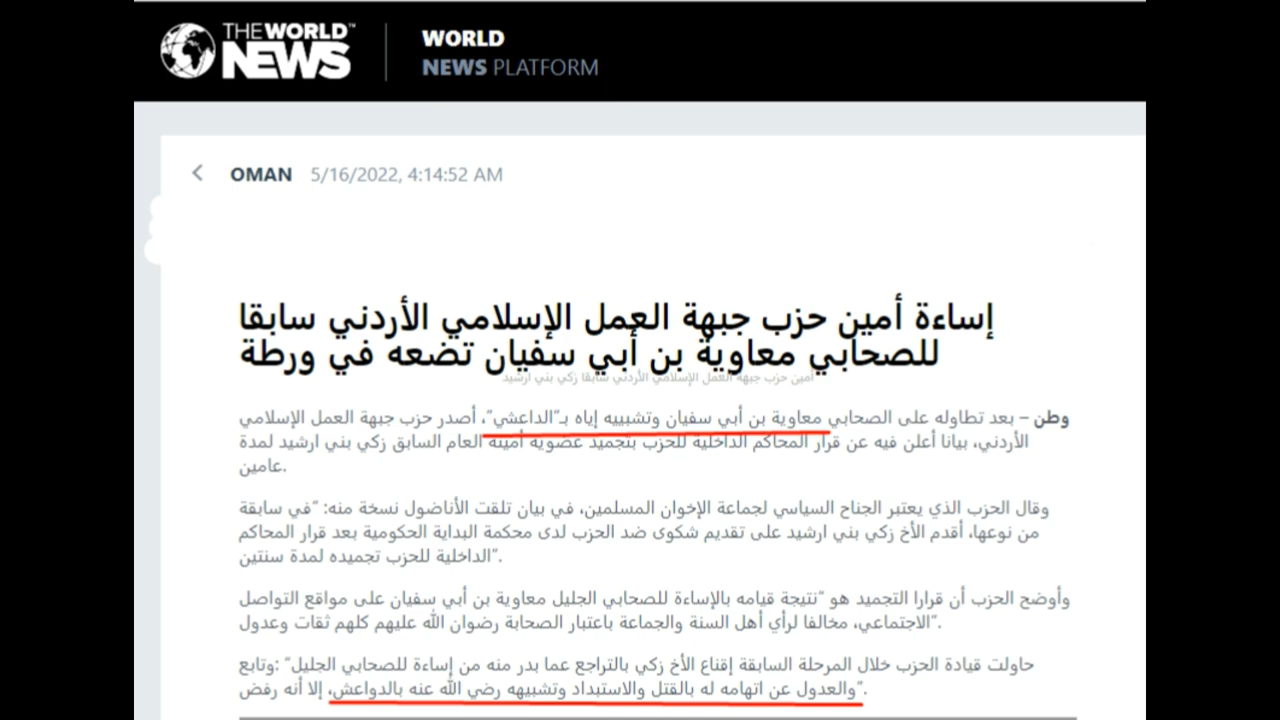 THE WORLD™
NEWS
WORLD
NEWS PLATFORM
OMAN 5/16/2022, 4:14:52 AM
إساءة أمين حزب جبهة العمل الإسلامي الأردني سابقا
للصحابي معاوية بن أبي سفيان تضعه في ورطة
أمين حزب جبهة العمل الإسلامي الأردني سابقا زكي بني ارشيد
وطن – بعد تطاوله على الصحابي معاوية بن أبي سفيان وتشبييه إياه بـ”الداعشي“، أصدر حزب جبهة العمل الإسلامي
الأردني، بيانا أعلن فيه عن قرار المحاكم الداخلية للحزب بتجميد عضوية أمينه العام السابق زكي بني ارشيد لمدة
عامين.
وقال الحزب الذي يعتبر الجناح السياسي لجماعة الإخوان المسلمين، في بيان تلقت الأناضول نسخة منه: ”في سابقة
من نوعها، أقدم الأخ زكي بني ارشيد على تقديم شكوى ضد الحزب لدى محكمة البداية الحكومية بعد قرار المحاكم
الداخلية للحزب تجميده لمدة سنتين“.
وأوضح الحزب أن قرارا التجميد هو ”نتيجة قيامه بالإساءة للصحابي الجليل معاوية بن أبي سفيان على مواقع التواصل
الاجتماعي، مخالفا لرأي أهل السنة والجماعة باعتبار الصحابة رضوان الله عليهم كلهم ثقات وعدول“.
حاولت قيادة الحزب خلال المرحلة السابقة إقناع الأخ زكي بالتراجع عما بدر منه من إساءة للصحابي الجليل” :وتابع
والعدول عن اتهامه له بالقتل والاستبداد وتشبيهه رضي الله عنه بالدواعش، إلا أنه رفض“.